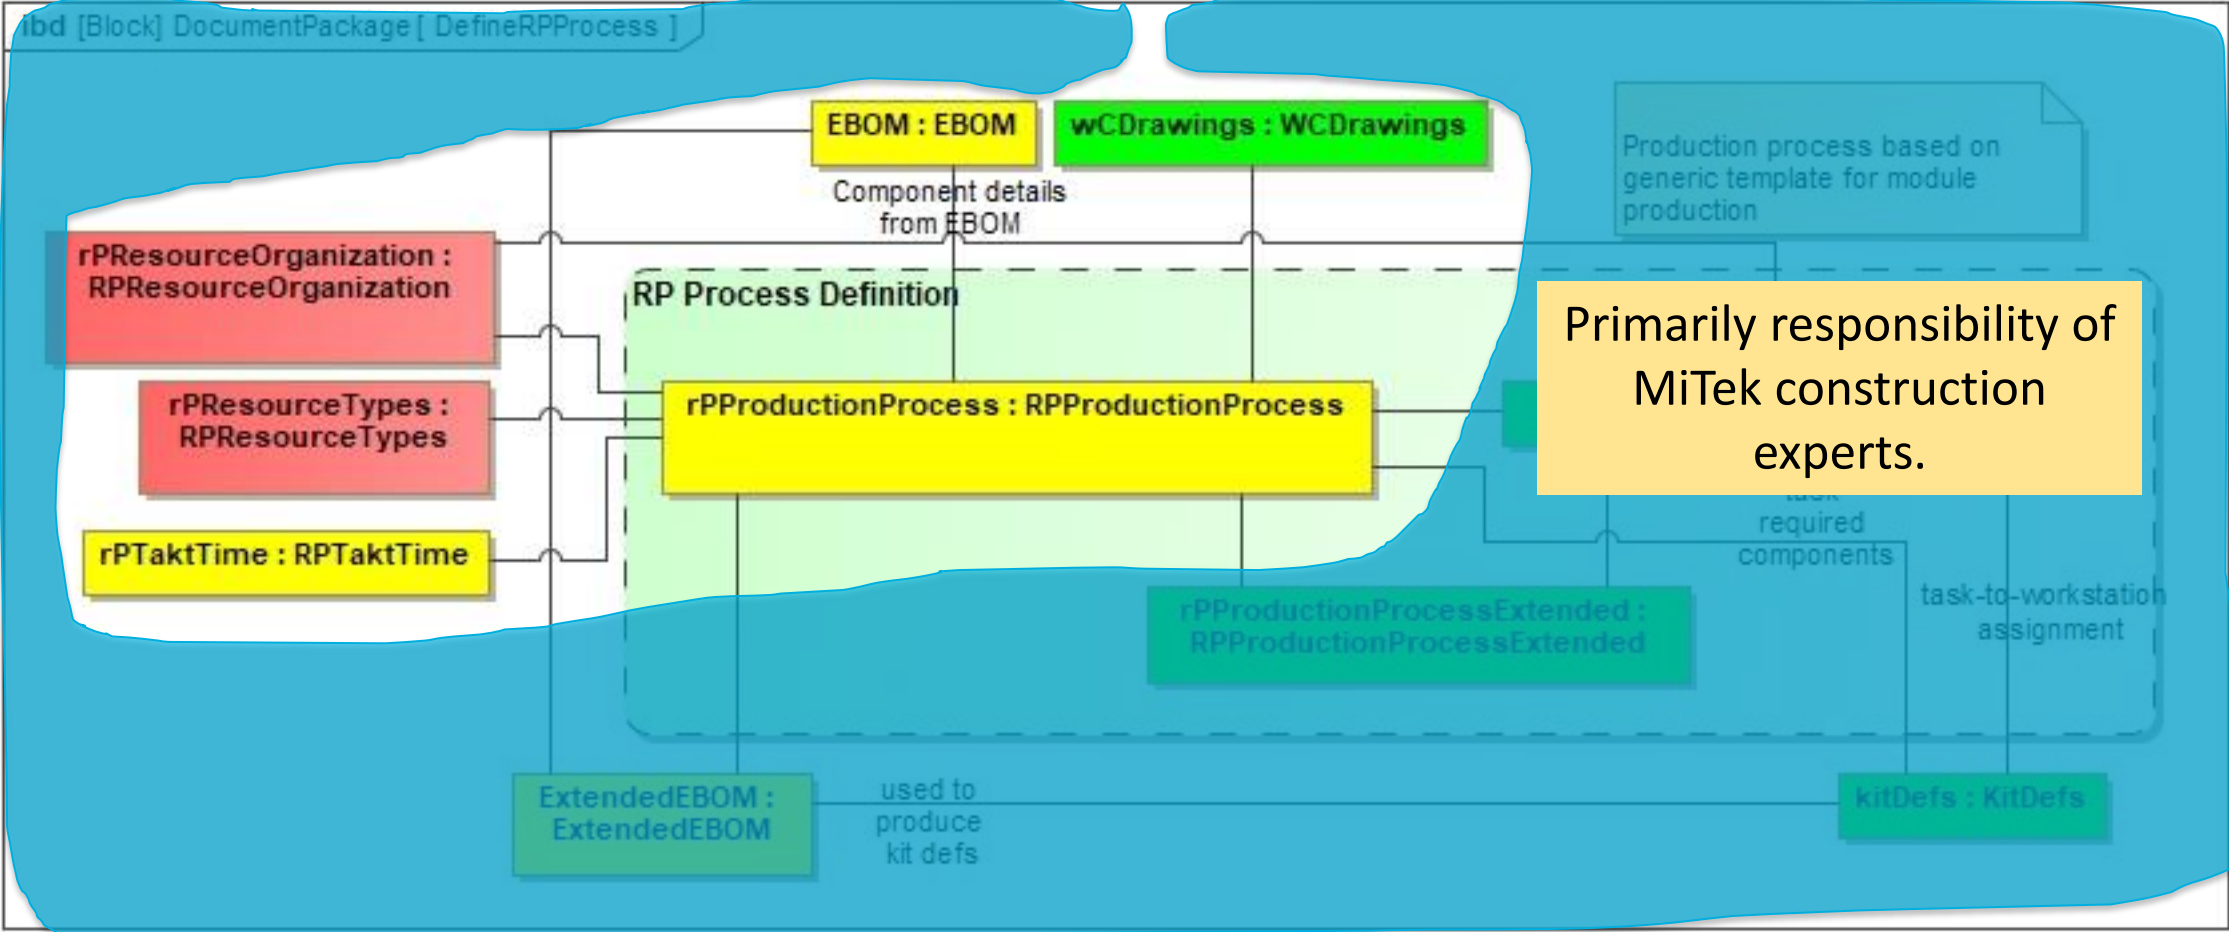 ibd [Block] DocumentPackage [ DefineRPProcess ]
EBOM : EBOM
wCDrawings : WCDrawings
Component details
from EBOM
Production process based on
generic template for module
production
rPResourceOrganization :
RPResourceOrganization
RP Process Definition
Primarily responsibility of
MiTek construction
experts.
rPResourceTypes :
RPResourceTypes
rPProductionProcess : RPProductionProcess
task
required
components
rPTaktTime : RPTaktTime
rPProductionProcessExtended :
RPProductionProcessExtended
task-to-workstation
assignment
ExtendedEBOM :
ExtendedEBOM
used to
produce
kit defs
kitDefs : KitDefs